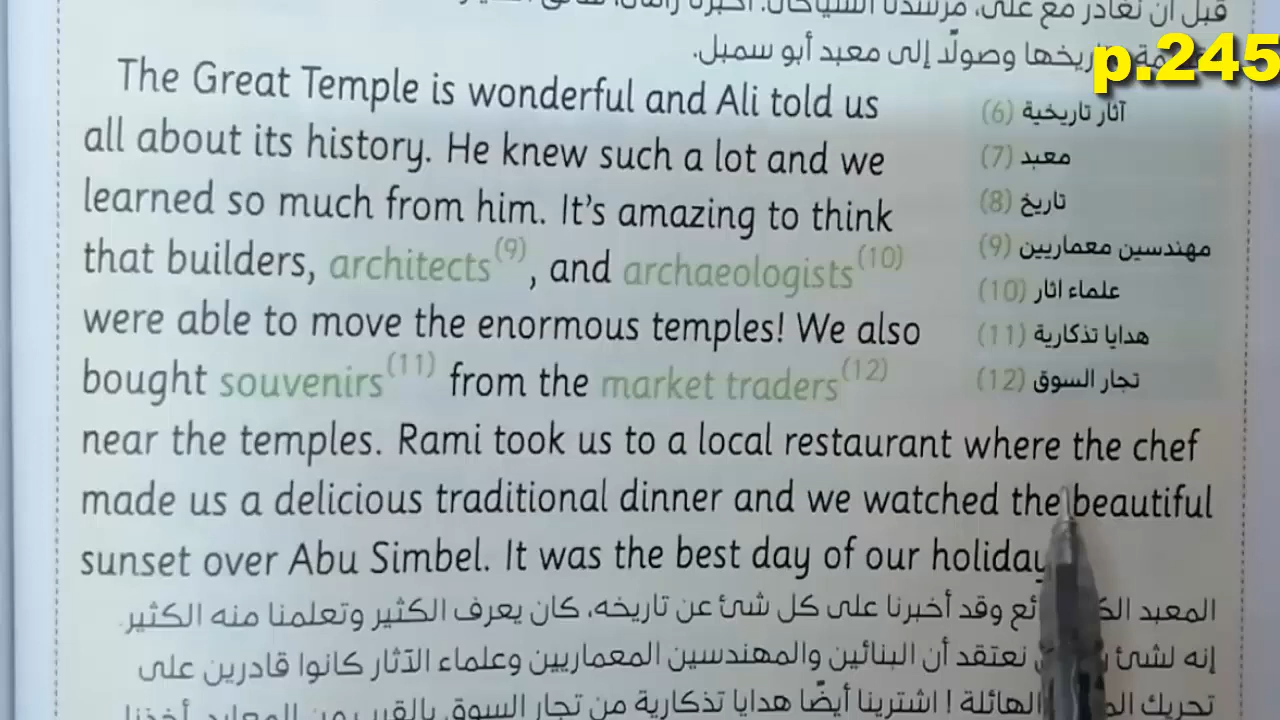 قبل أن نغادر مع على، مرشدنا السياحى.
وصولًا إلى معبد أبو سمبل.
p.245
The Great Temple is wonderful and Ali told us
all about its history. He knew such a lot and we
learned so much from him. It's amazing to think
that builders, architects(9), and archaeologists(10)
were able to move the enormous temples! We also
bought souvenirs(11) from the market traders(12)
near the temples. Rami took us to a local restaurant where the chef
made us a delicious traditional dinner and we watched the beautiful
sunset over Abu Simbel. It was the best day of our holiday
(6) آثار تاريخية
(7) معبد
(8) تاريخ
(9) مهندسين معماريين
(10) علماء اثار
(11) هدايا تذكارية
(12) تجار السوق
المعبد وقد أخبرنا على كل شئ عن تاريخه، كان يعرف الكثير وتعلمنا منه الكثير.
إنه لشئ نعتقد أن البنائين والمهندسين المعماريين وعلماء الآثار كانوا قادرين على
تحريك الهائلة ! اشترينا أيضًا هدايا تذكارية من تجار السوق بالقرب من المعابد. أخذنا